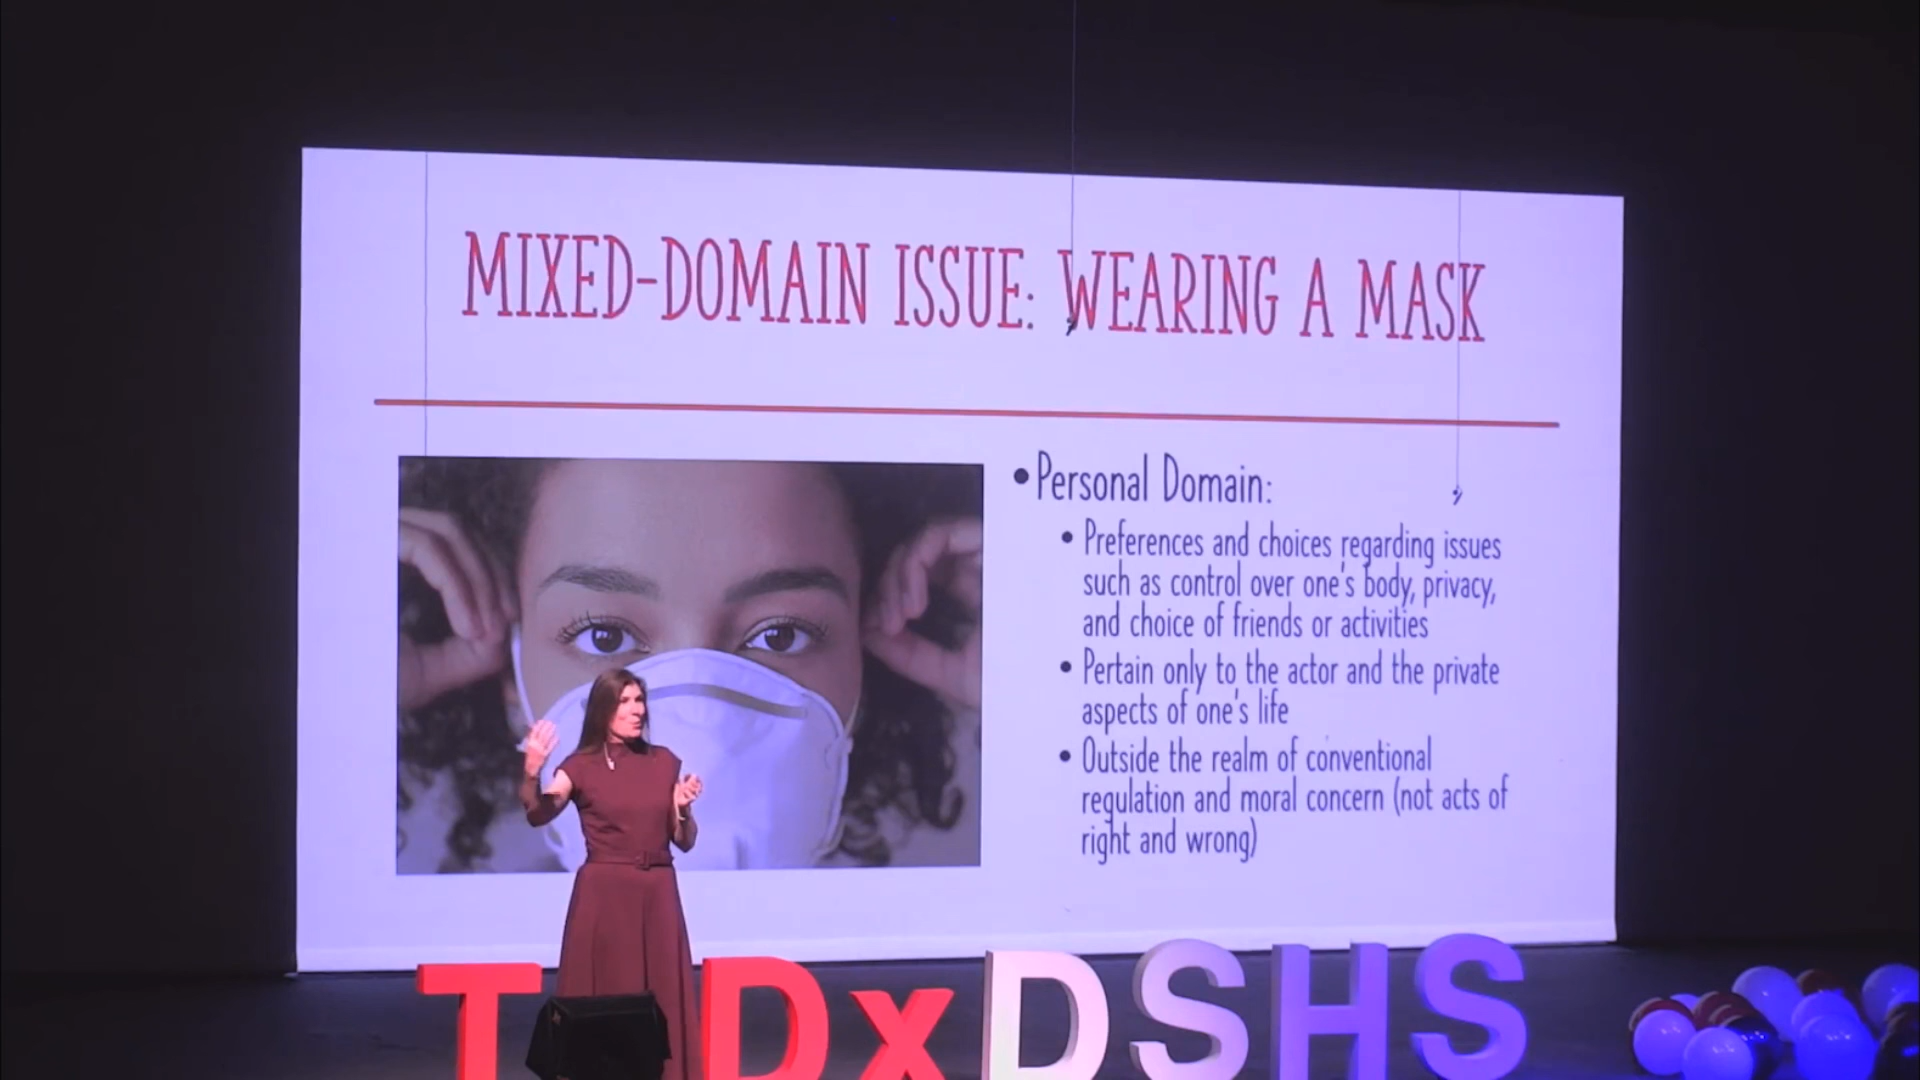 MIXED-DOMAIN ISSUE: WEARING A MASK
• Personal Domain:
• Preferences and choices regarding issues
such as control over one's body, privacy,
and choice of friends or activities
• Pertain only to the actor and the private
aspects of one's life
• Outside the realm of conventional
regulation and moral concern (not acts of
right and wrong)
T Dx DSHS